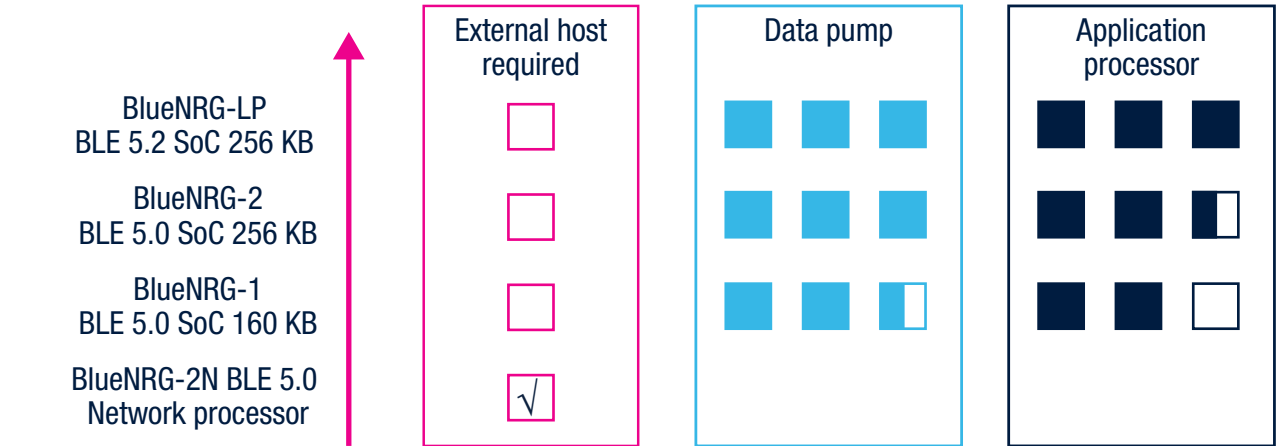 External host
required
Data pump
Application
processor
BlueNRG-LP
BLE 5.2 SoC 256 KB
BlueNRG-2
BLE 5.0 SoC 256 KB
BlueNRG-1
BLE 5.0 SoC 160 KB
BlueNRG-2N BLE 5.0
Network processor
√